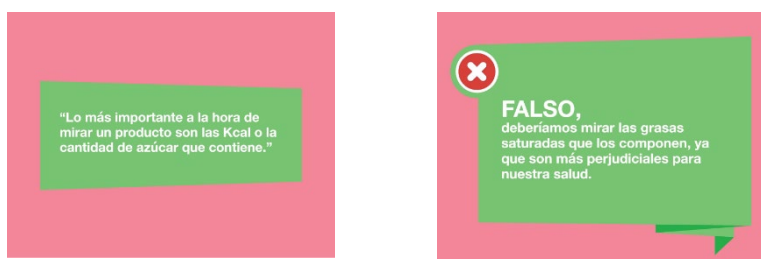 “Lo más importante a la hora de
mirar un producto son las Kcal o la
cantidad de azúcar que contiene.”
FALSO,
deberíamos mirar las grasas
saturadas que los componen, ya
que son más perjudiciales para
nuestra salud.